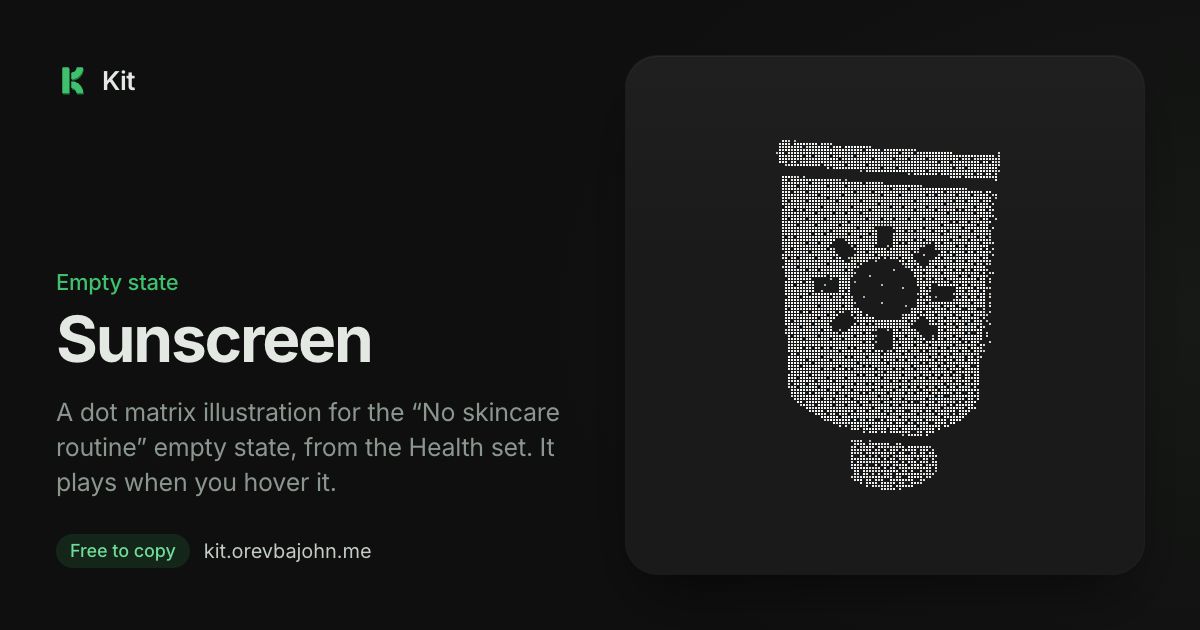 Kit
Empty state
Sunscreen
A dot matrix illustration for the “No skincare
routine” empty state, from the Health set. It
plays when you hover it.
Free to copy
kit.orevbajohn.me